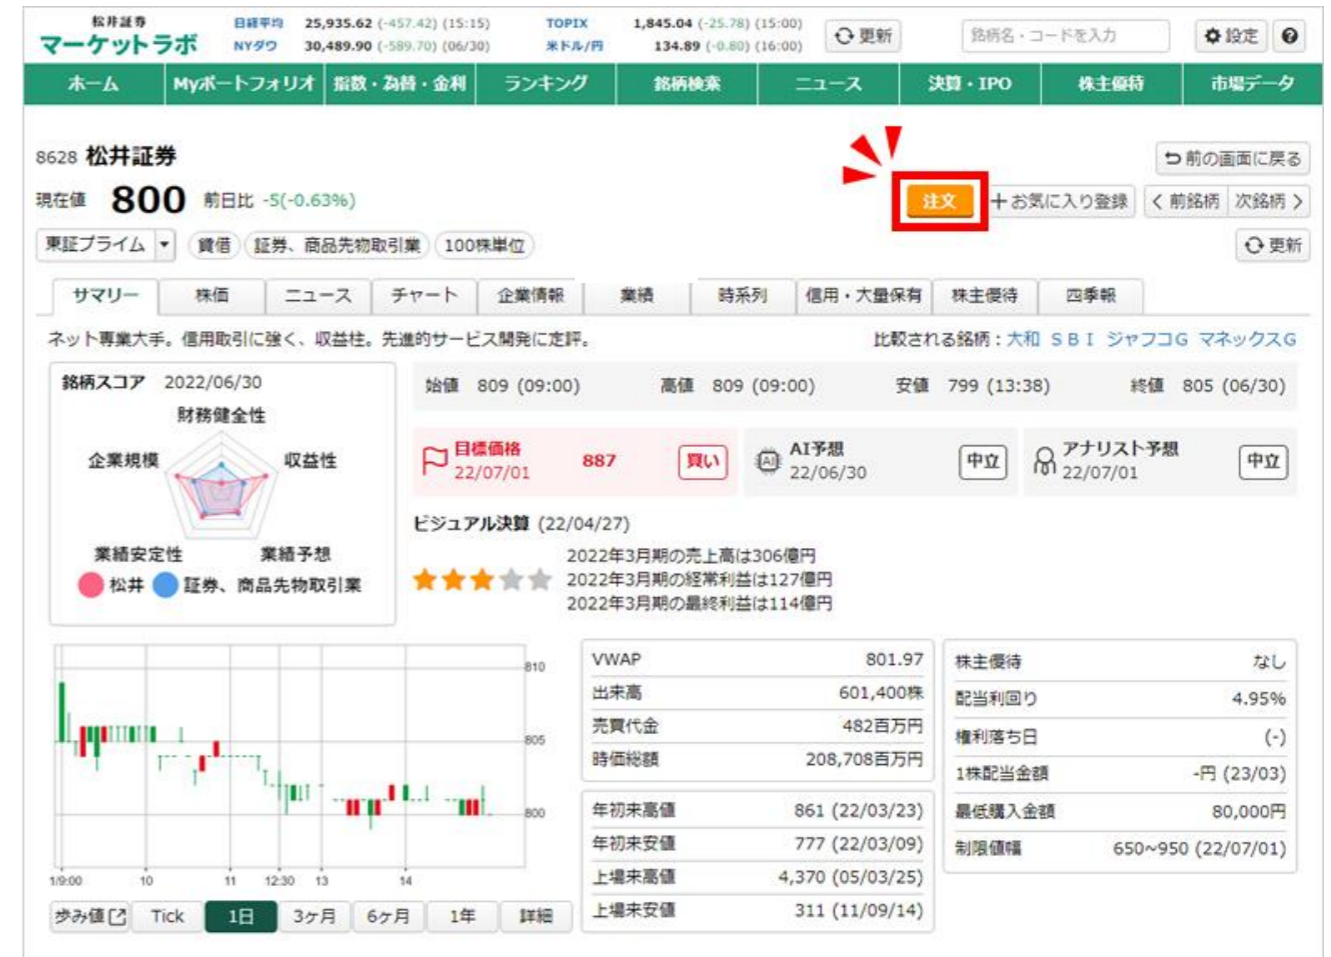 松井証券
マーケットラボ
日経平均 25,935.62 (-457.42) (15:15) TOPIX 1,845.04 (-25.78) (15:00)
NYダウ 30,489.90 (-589.70) (06/30) 米ドル/円 134.89 (-0.80) (16:00)
更新 銘柄名・コードを入力 設定 ?
ホーム Myポートフォリオ 指数・為替・金利 ランキング 銘柄検索 ニュース 決算・IPO 株主優待 市場データ
8628 松井証券
前の画面に戻る
現在値 800 前日比 -5(-0.63%)
注文 +お気に入り登録 < 前銘柄 次銘柄 >
東証プライム ▼ 貸借 証券、商品先物取引業 100株単位
更新
サマリー 株価 ニュース チャート 企業情報 業績 時系列 信用・大量保有 株主優待 四季報
ネット専業大手。信用取引に強く、収益柱。先進的サービス開発に定評。
比較される銘柄：大和 ＳＢＩ ジャフコＧ マネックスＧ
銘柄スコア 2022/06/30
財務健全性
企業規模 収益性
業績安定性 業績予想
松井 証券、商品先物取引業
始値 809 (09:00) 高値 809 (09:00) 安値 799 (13:38) 終値 805 (06/30)
目標価格
22/07/01
887 買い
AI
AI予想
22/06/30
中立
アナリスト予想
22/07/01
中立
ビジュアル決算 (22/04/27)
2022年3月期の売上高は306億円
2022年3月期の経常利益は127億円
2022年3月期の最終利益は114億円
810
805
800
1/9:00 10 11 12:30 13 14
歩み値 Tick 1日 3ヶ月 6ヶ月 1年 詳細
VWAP 801.97
出来高 601,400株
売買代金 482百万円
時価総額 208,708百万円
年初来高値 861 (22/03/23)
年初来安値 777 (22/03/09)
上場来高値 4,370 (05/03/25)
上場来安値 311 (11/09/14)
株主優待 なし
配当利回り 4.95%
権利落ち日 (-)
1株配当金額 -円 (23/03)
最低購入金額 80,000円
制限値幅 650~950 (22/07/01)